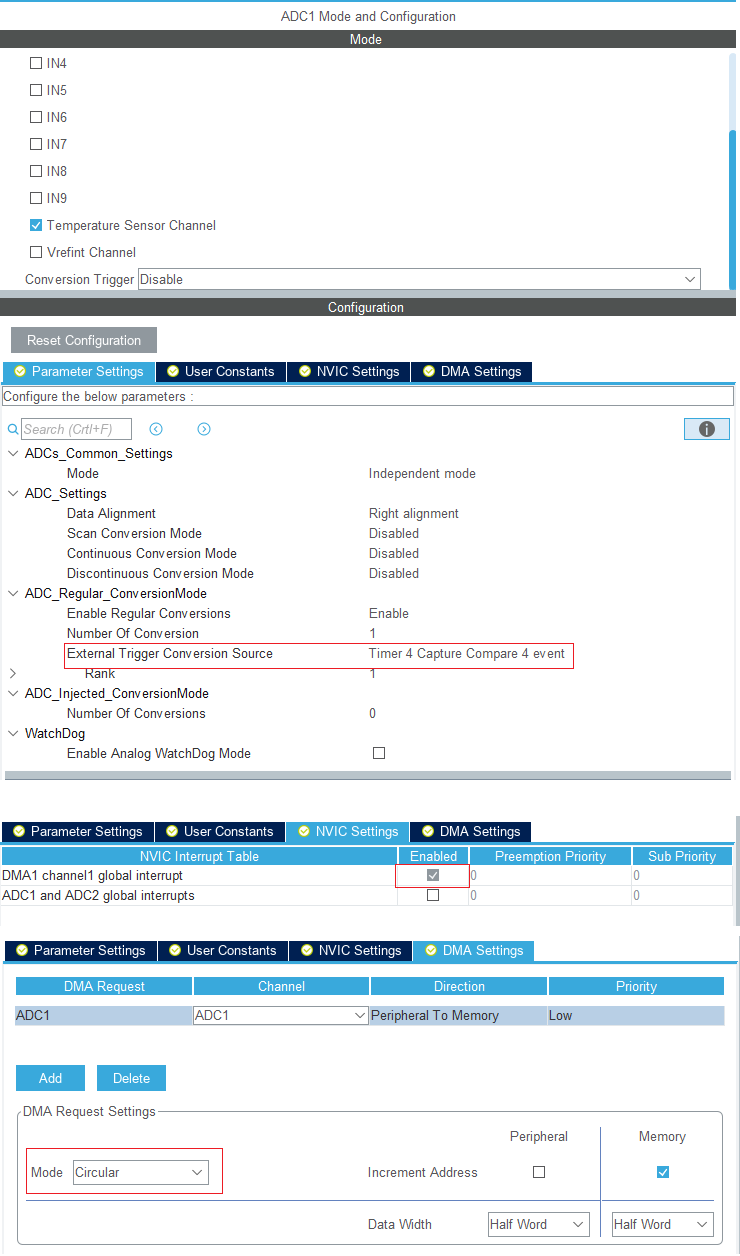 ADC1 Mode and Configuration
Mode
IN4
IN5
IN6
IN7
IN8
IN9
Temperature Sensor Channel
Vrefint Channel
Conversion Trigger Disable
Configuration
Reset Configuration
Parameter Settings User Constants NVIC Settings DMA Settings
Configure the below parameters :
Search (Crtl+F)
ADCs_Common_Settings
Mode Independent mode
ADC_Settings
Data Alignment Right alignment
Scan Conversion Mode Disabled
Continuous Conversion Mode Disabled
Discontinuous Conversion Mode Disabled
ADC_Regular_ConversionMode
Enable Regular Conversions Enable
Number Of Conversion 1
External Trigger Conversion Source Timer 4 Capture Compare 4 event
Rank 1
ADC_Injected_ConversionMode
Number Of Conversions 0
WatchDog
Enable Analog WatchDog Mode
Parameter Settings User Constants NVIC Settings DMA Settings
NVIC Interrupt Table Enabled Preemption Priority Sub Priority
DMA1 channel1 global interrupt 0 0
ADC1 and ADC2 global interrupts 0 0
Parameter Settings User Constants NVIC Settings DMA Settings
DMA Request Channel Direction Priority
ADC1 ADC1 Peripheral To Memory Low
Add Delete
DMA Request Settings
Peripheral Memory
Mode Circular Increment Address
Data Width Half Word Half Word